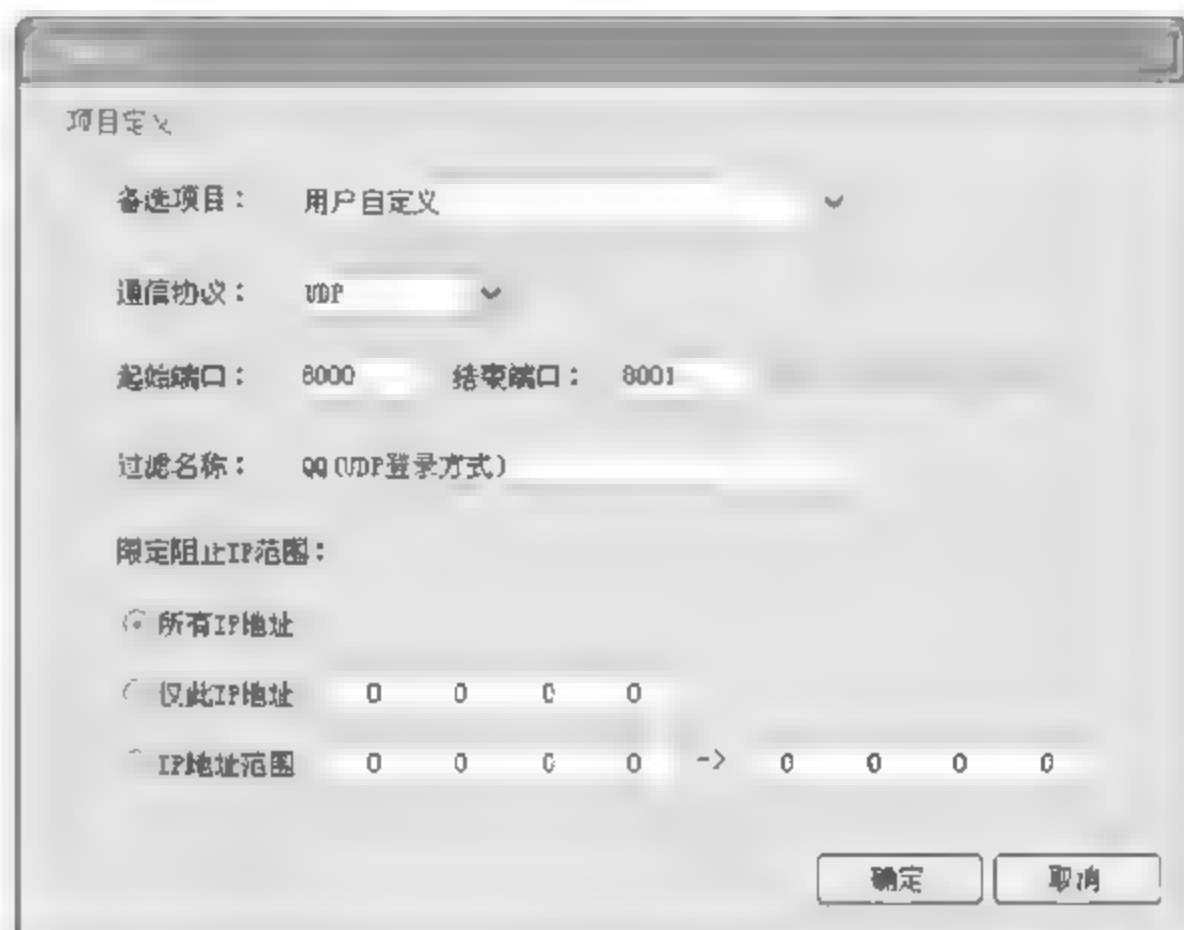 项目定义
备选项目： 用户自定义
通信协议： UDP
起始端口： 8000 结束端口： 8001
过滤名称： QQ(UDP登录方式)
限定阻止IP范围：
所有IP地址
仅此IP地址 0 0 0 0
IP地址范围 0 0 0 0 -> 0 0 0 0
确定 取消